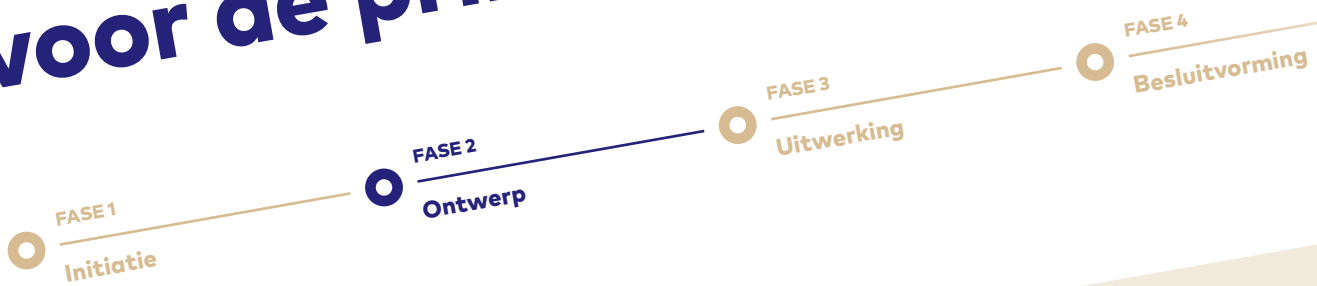 voor de
FASE 1
Initiatie
FASE 2
Ontwerp
FASE 3
Uitwerking
FASE 4
Besluitvorming